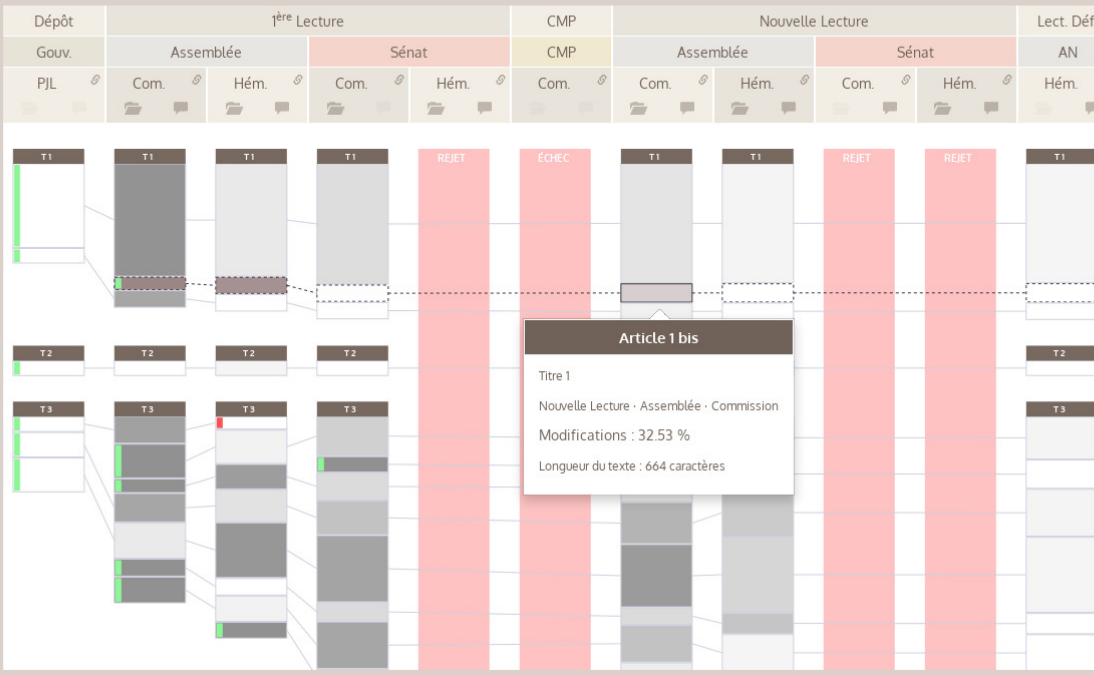 Dépôt 1ère Lecture CMP Nouvelle Lecture Lect. Déf
Gouv. Assemblée Sénat CMP Assemblée Sénat AN
PJL Com. Hém. Com. Hém. Com. Com. Hém. Com. Hém. Hém.
T1 T1 T1 T1 REJET ÉCHEC T1 T1 REJET REJET T1
Article 1 bis
Titre 1
Nouvelle Lecture · Assemblée · Commission
Modifications : 32.53 %
Longueur du texte : 664 caractères
T2 T2 T2 T2 T2
T3 T3 T3 T3 T3